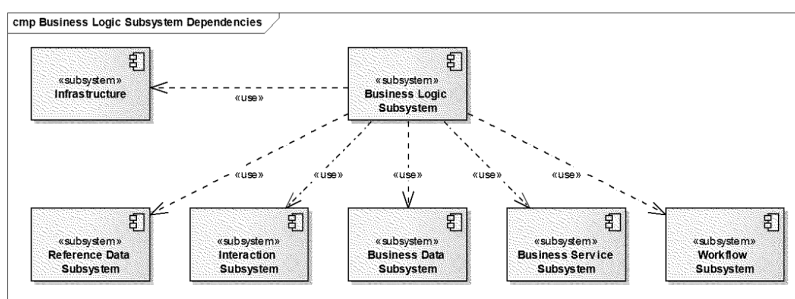 cmp Business Logic Subsystem Dependencies
«subsystem»
Infrastructure
«use»
«subsystem»
Business Logic
Subsystem
«use»
«use»
«use»
«use»
«use»
«subsystem»
Reference Data
Subsystem
«subsystem»
Interaction
Subsystem
«subsystem»
Business Data
Subsystem
«subsystem»
Business Service
Subsystem
«subsystem»
Workflow
Subsystem